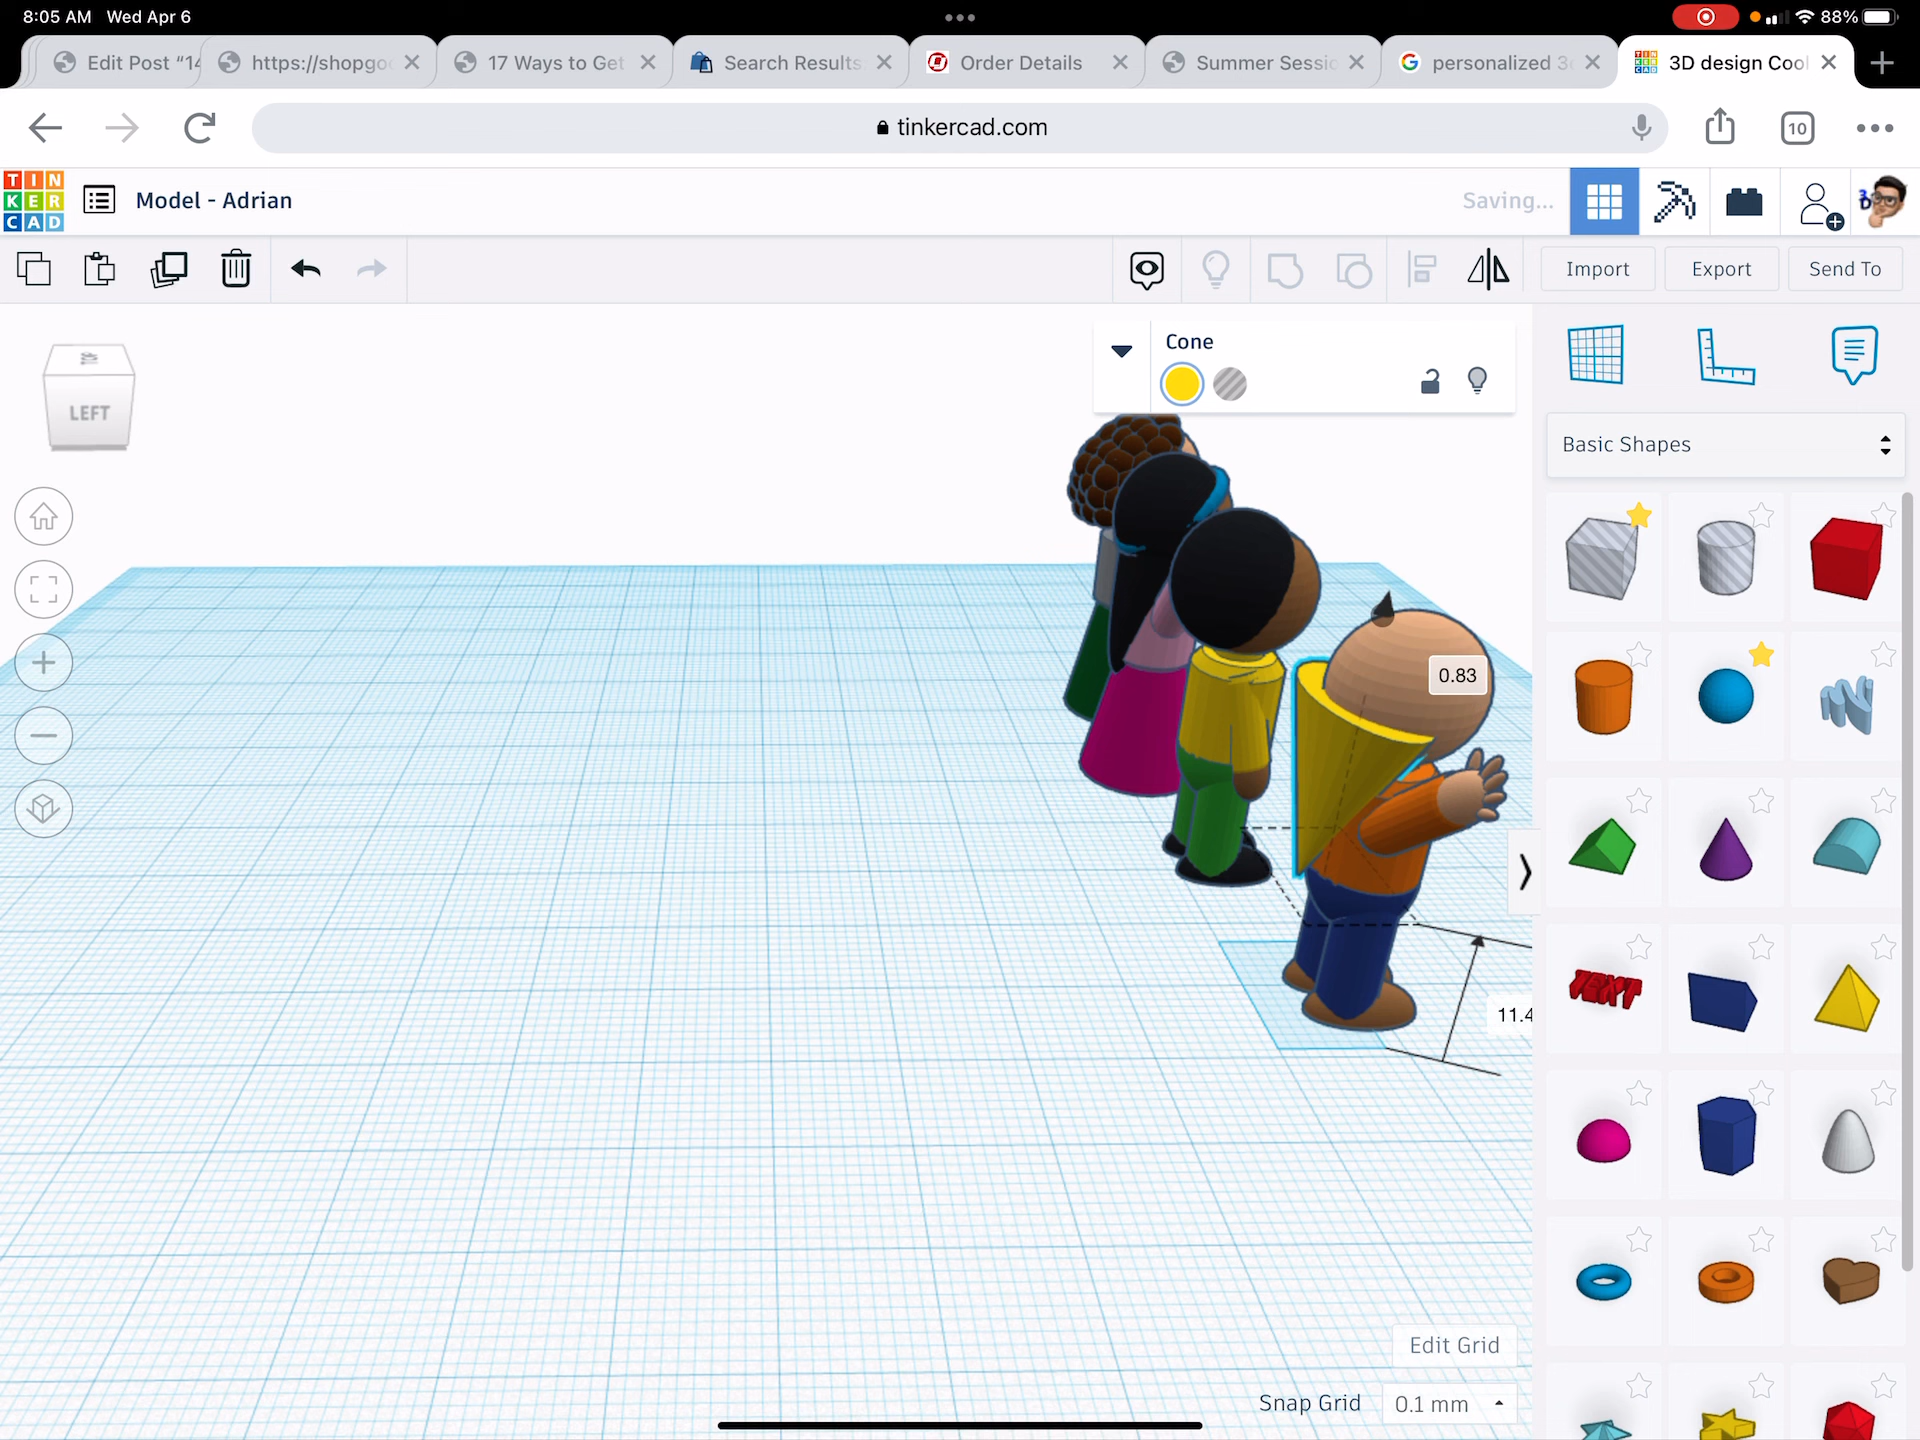 8:05 AM Wed Apr 6
88%
Edit Post “14
https://shopgo
17 Ways to Get
Search Results
Order Details
Summer Sessio
personalized 3
3D design Cool
tinkercad.com
10
TIN
KER
CAD
Model - Adrian
Saving...
Import
Export
Send To
LEFT
Cone
Basic Shapes
0.83
11.4
TEXT
Edit Grid
Snap Grid
0.1 mm